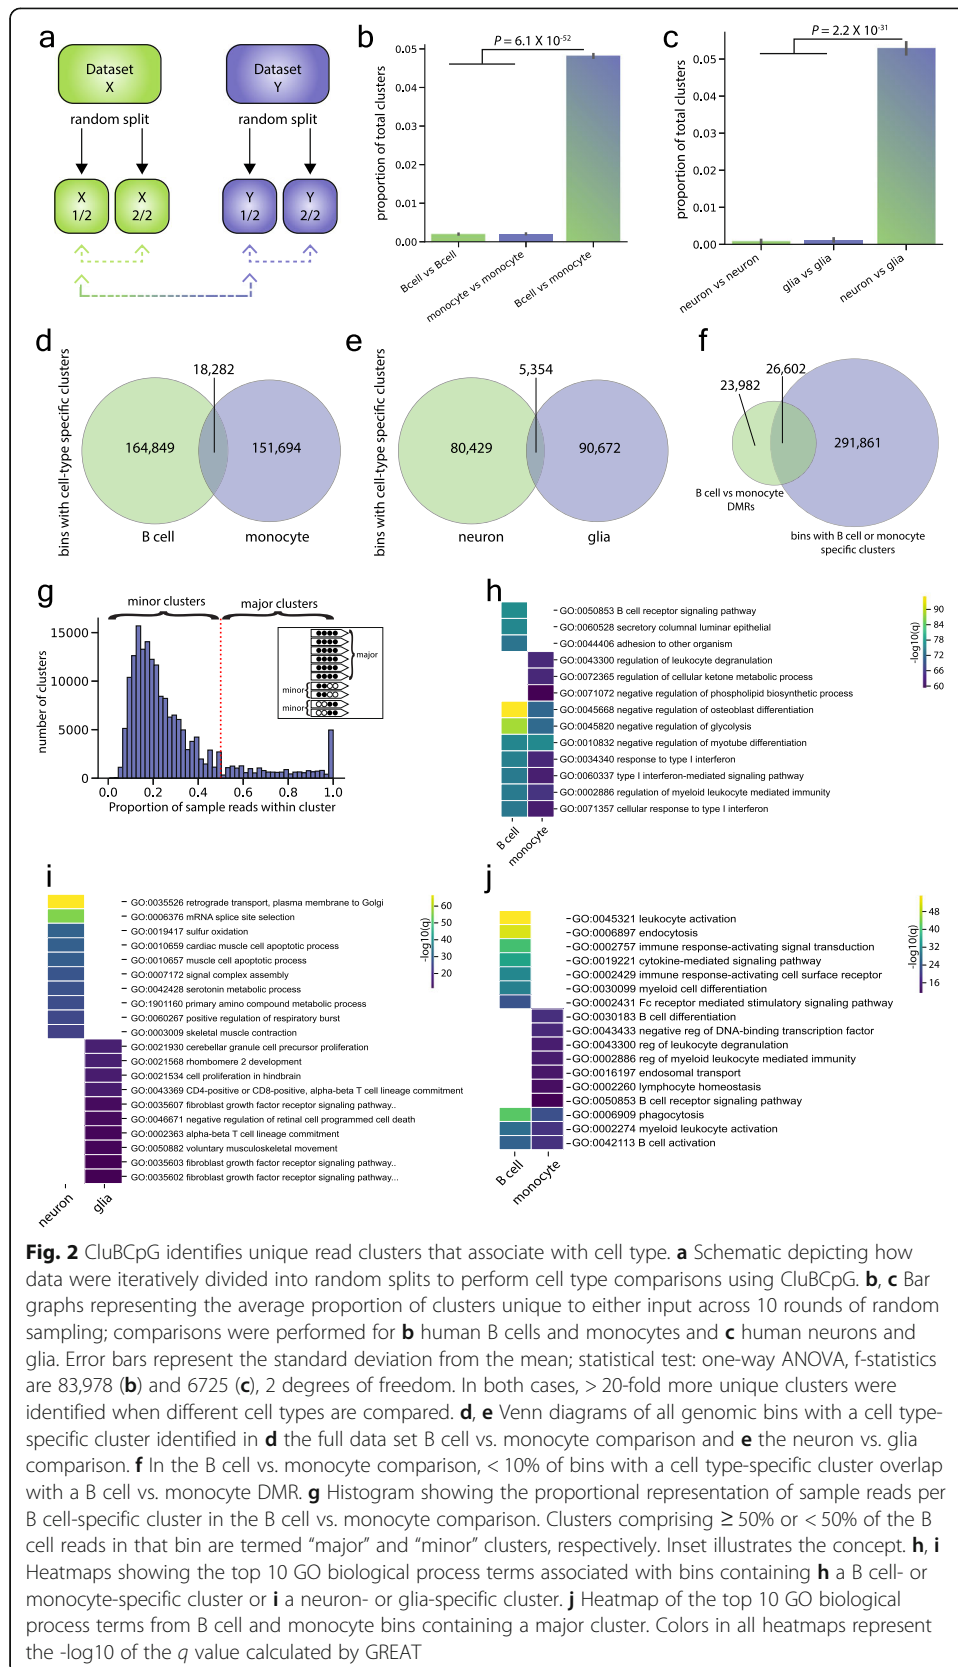 a
Dataset
X
Dataset
Y
random split
random split
X
1/2
X
2/2
Y
1/2
Y
2/2
b
P = 6.1 X 10-52
proportion of total clusters
0.05
0.04
0.03
0.02
0.01
0.00
Bcell vs Bcell
monocyte vs monocyte
Bcell vs monocyte
c
P = 2.2 X 10-31
proportion of total clusters
0.05
0.04
0.03
0.02
0.01
0.00
neuron vs neuron
glia vs glia
neuron vs glia
d
bins with cell-type specific clusters
18,282
164,849
151,694
B cell
monocyte
e
bins with cell-type specific clusters
5,354
80,429
90,672
neuron
glia
f
26,602
23,982
291,861
B cell vs monocyte
DMRs
bins with B cell or monocyte
specific clusters
g
minor clusters
major clusters
number of clusters
15000
10000
5000
0
0.0
0.2
0.4
0.6
0.8
1.0
Proportion of sample reads within cluster
major
minor
minor
h
GO:0050853 B cell receptor signaling pathway
GO:0060528 secretory columnal luminar epithelial
GO:0044406 adhesion to other organism
GO:0043300 regulation of leukocyte degranulation
GO:0072365 regulation of cellular ketone metabolic process
GO:0071072 negative regulation of phospholipid biosynthetic process
GO:0045668 negative regulation of osteoblast differentiation
GO:0045820 negative regulation of glycolysis
GO:0010832 negative regulation of myotube differentiation
GO:0034340 response to type I interferon
GO:0060337 type I interferon-mediated signaling pathway
GO:0002886 regulation of myeloid leukocyte mediated immunity
GO:0071357 cellular response to type I interferon
B cell
monocyte
-log10(q)
90
84
78
72
66
60
i
GO:0035526 retrograde transport, plasma membrane to Golgi
GO:0006376 mRNA splice site selection
GO:0019417 sulfur oxidation
GO:0010659 cardiac muscle cell apoptotic process
GO:0010657 muscle cell apoptotic process
GO:0007172 signal complex assembly
GO:0042428 serotonin metabolic process
GO:1901160 primary amino compound metabolic process
GO:0060267 positive regulation of respiratory burst
GO:0003009 skeletal muscle contraction
GO:0021930 cerebellar granule cell precursor proliferation
GO:0021568 rhombomere 2 development
GO:0021534 cell proliferation in hindbrain
GO:0043369 CD4-positive or CD8-positive, alpha-beta T cell lineage commitment
GO:0035607 fibroblast growth factor receptor signaling pathway..
GO:0046671 negative regulation of retinal cell programmed cell death
GO:0002363 alpha-beta T cell lineage commitment
GO:0050882 voluntary musculoskeletal movement
GO:0035603 fibroblast growth factor receptor signaling pathway..
GO:0035602 fibroblast growth factor receptor signaling pathway...
neuron
glia
-log10(q)
60
50
40
30
20
j
GO:0045321 leukocyte activation
GO:0006897 endocytosis
GO:0002757 immune response-activating signal transduction
GO:0019221 cytokine-mediated signaling pathway
GO:0002429 immune response-activating cell surface receptor
GO:0030099 myeloid cell differentiation
GO:0002431 Fc receptor mediated stimulatory signaling pathway
GO:0030183 B cell differentiation
GO:0043433 negative reg of DNA-binding transcription factor
GO:0043300 reg of leukocyte degranulation
GO:0002886 reg of myeloid leukocyte mediated immunity
GO:0016197 endosomal transport
GO:0002260 lymphocyte homeostasis
GO:0050853 B cell receptor signaling pathway
GO:0006909 phagocytosis
GO:0002274 myeloid leukocyte activation
GO:0042113 B cell activation
B cell
monocyte
-log10(q)
48
40
32
24
16
Fig. 2 CluBCpG identifies unique read clusters that associate with cell type. a Schematic depicting how
data were iteratively divided into random splits to perform cell type comparisons using CluBCpG. b, c Bar
graphs representing the average proportion of clusters unique to either input across 10 rounds of random
sampling; comparisons were performed for b human B cells and monocytes and c human neurons and
glia. Error bars represent the standard deviation from the mean; statistical test: one-way ANOVA, f-statistics
are 83,978 (b) and 6725 (c), 2 degrees of freedom. In both cases, > 20-fold more unique clusters were
identified when different cell types are compared. d, e Venn diagrams of all genomic bins with a cell type-
specific cluster identified in d the full data set B cell vs. monocyte comparison and e the neuron vs. glia
comparison. f In the B cell vs. monocyte comparison, < 10% of bins with a cell type-specific cluster overlap
with a B cell vs. monocyte DMR. g Histogram showing the proportional representation of sample reads per
B cell-specific cluster in the B cell vs. monocyte comparison. Clusters comprising ≥ 50% or < 50% of the B
cell reads in that bin are termed “major” and “minor” clusters, respectively. Inset illustrates the concept. h, i
Heatmaps showing the top 10 GO biological process terms associated with bins containing h a B cell- or
monocyte-specific cluster or i a neuron- or glia-specific cluster. j Heatmap of the top 10 GO biological
process terms from B cell and monocyte bins containing a major cluster. Colors in all heatmaps represent
the -log10 of the q value calculated by GREAT